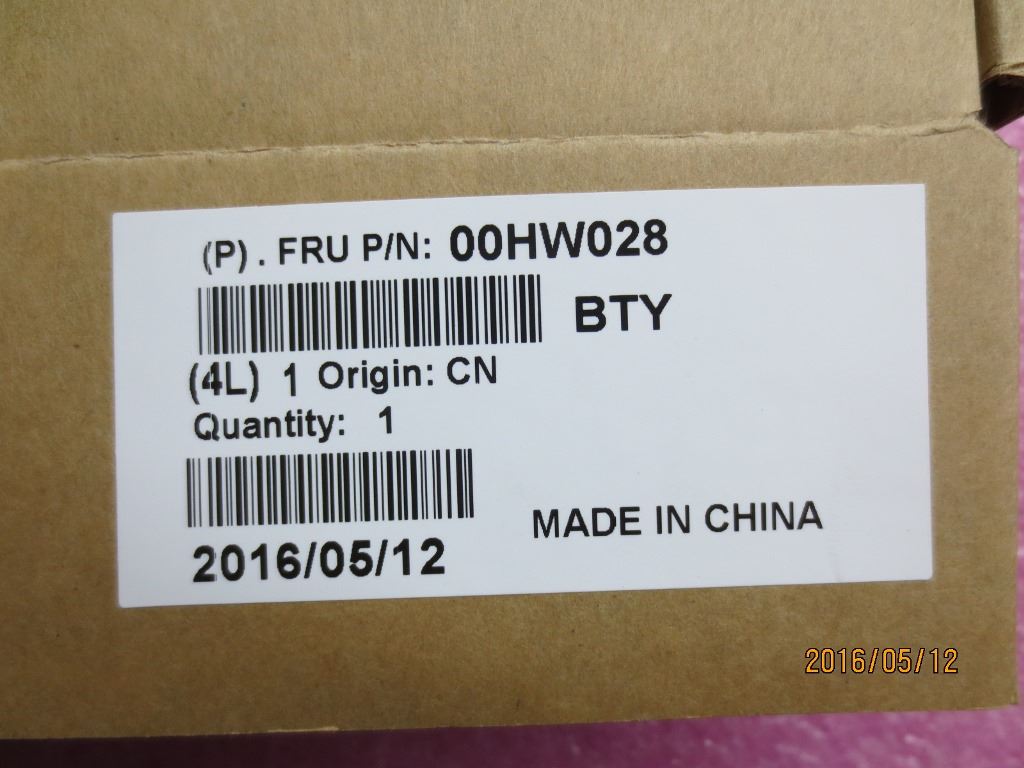 (P) . FRU P/N: 00HW028
BTY
(4L) 1 Origin: CN
Quantity: 1
2016/05/12
MADE IN CHINA
2016/05/12